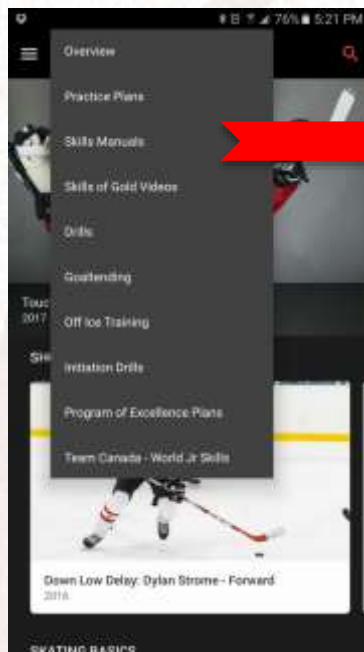 76% 5:21 PM
Overview
Practice Plans
Skills Manuals
Skills of Gold Videos
Drills
Goaltending
Touc
2017
Off Ice Training
SH
Initiation Drills
Program of Excellence Plans
Team Canada - World Jr Skills
Down Low Delay: Dylan Strome - Forward
2016
SKATING BASICS